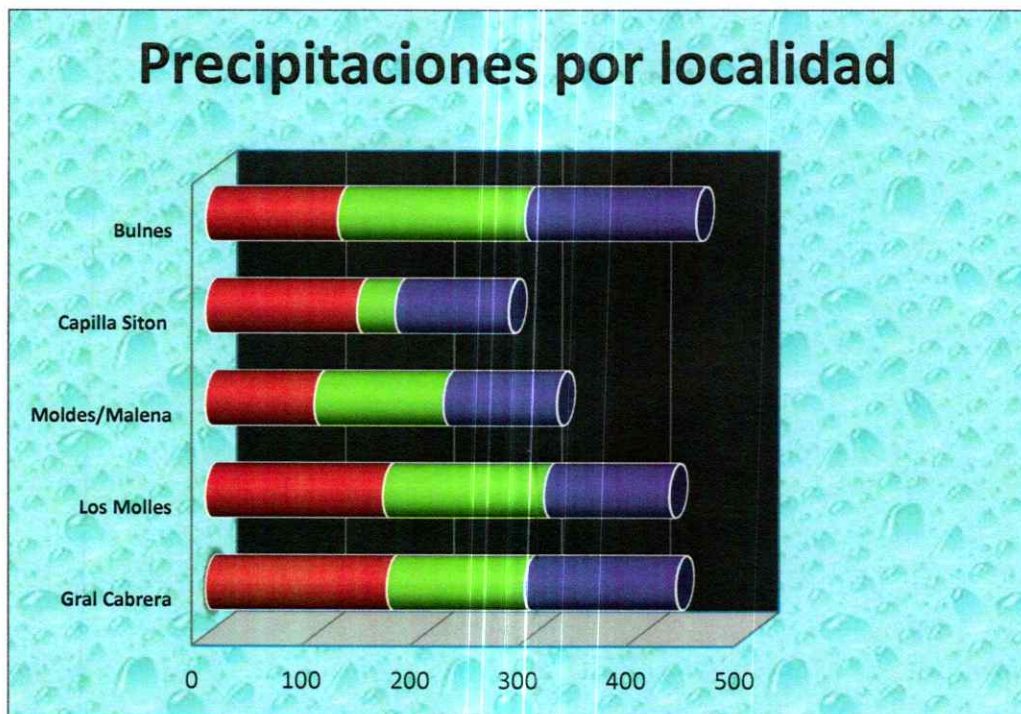 Precipitaciones por localidad
Bulnes
Capilla Siton
Moldes/Malena
Los Molles
Gral Cabrera
0 100 200 300 400 500